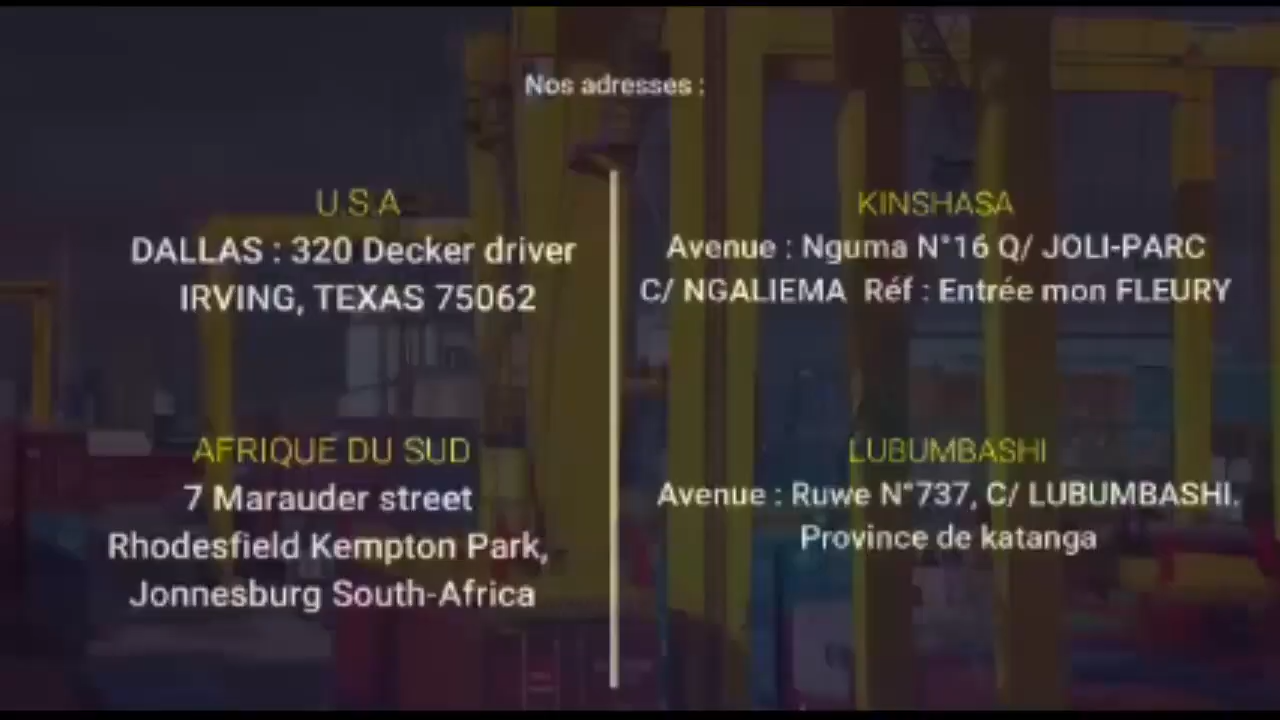 Nos adresses :
U.S.A
DALLAS : 320 Decker driver
IRVING, TEXAS 75062
AFRIQUE DU SUD
7 Marauder street
Rhodesfield Kempton Park,
Jonnesburg South-Africa
KINSHASA
Avenue : Nguma N°16 Q/ JOLI-PARC
C/ NGALIEMA Réf : Entrée mon FLEURY
LUBUMBASHI
Avenue : Ruwe N°737, C/ LUBUMBASHI.
Province de katanga